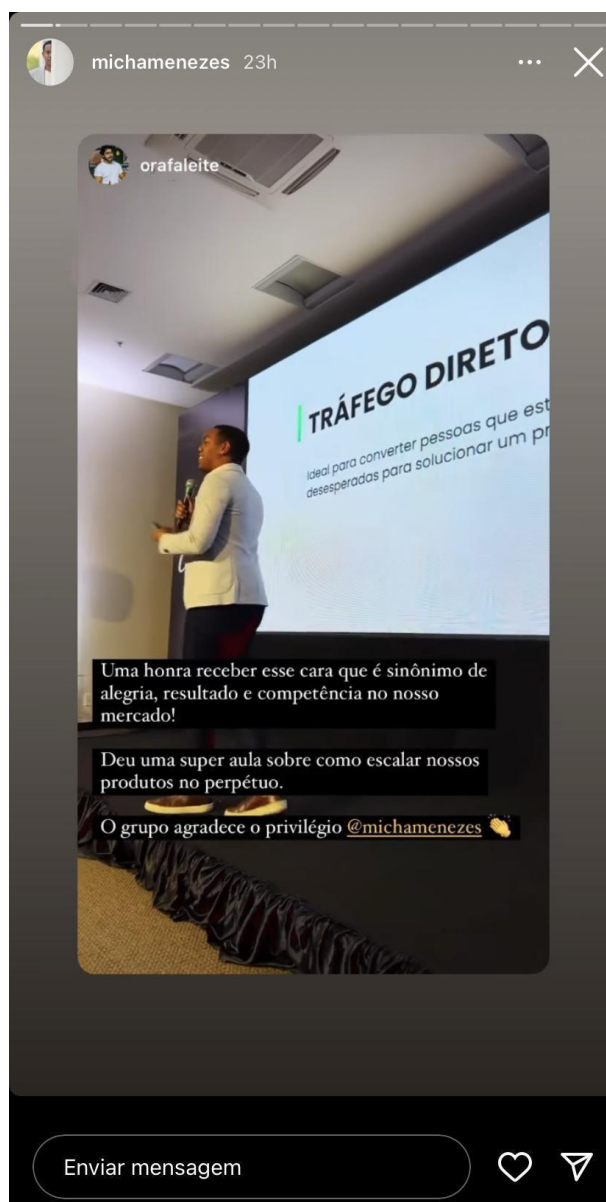 michamenezes 23h
orafaleite
TRÁFEGO DIRETO
Ideal para converter pessoas que est
desesperadas para solucionar um pr
Uma honra receber esse cara que é sinônimo de
alegria, resultado e competência no nosso
mercado!
Deu uma super aula sobre como escalar nossos
produtos no perpétuo.
O grupo agradece o privilégio @michamenezes 👏
Enviar mensagem